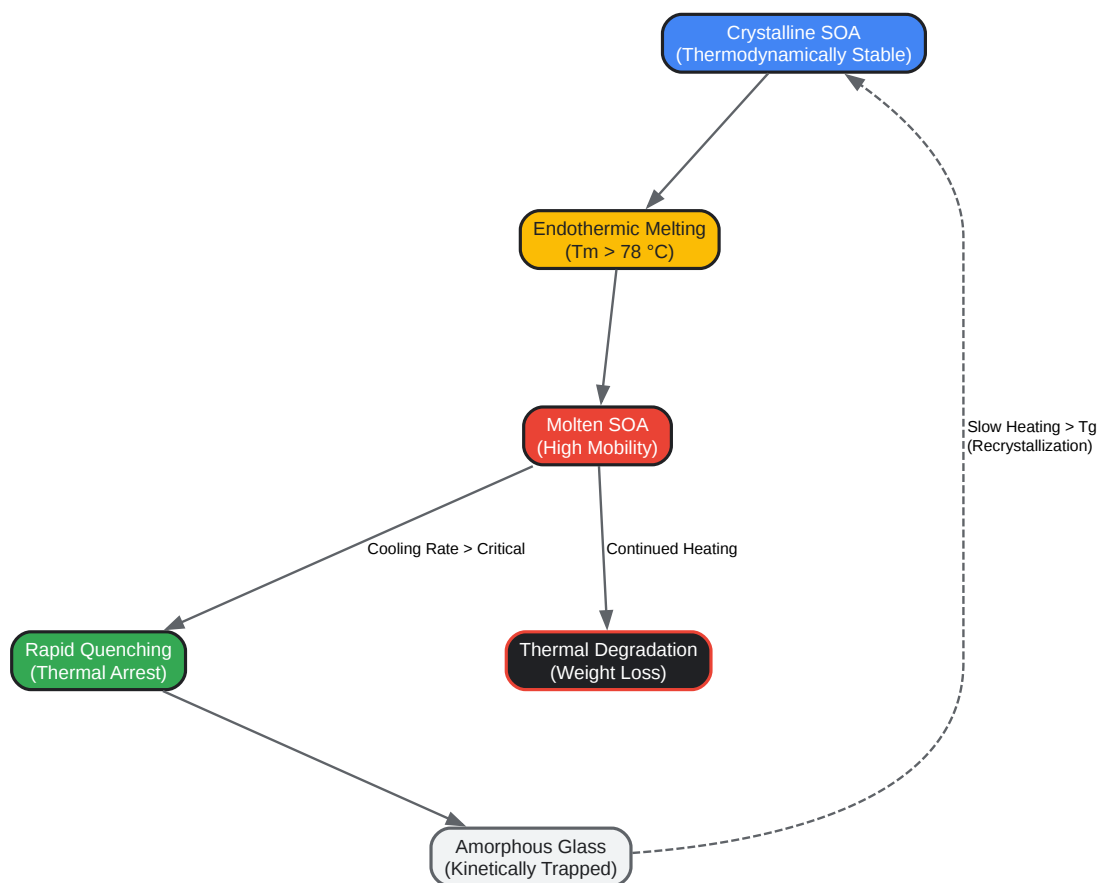 Crystalline SOA
(Thermodynamically Stable)
Endothermic Melting
(Tm > 78 °C)
Molten SOA
(High Mobility)
Slow Heating > Tg
(Recrystallization)
Cooling Rate > Critical
Continued Heating
Rapid Quenching
(Thermal Arrest)
Thermal Degradation
(Weight Loss)
Amorphous Glass
(Kinetically Trapped)